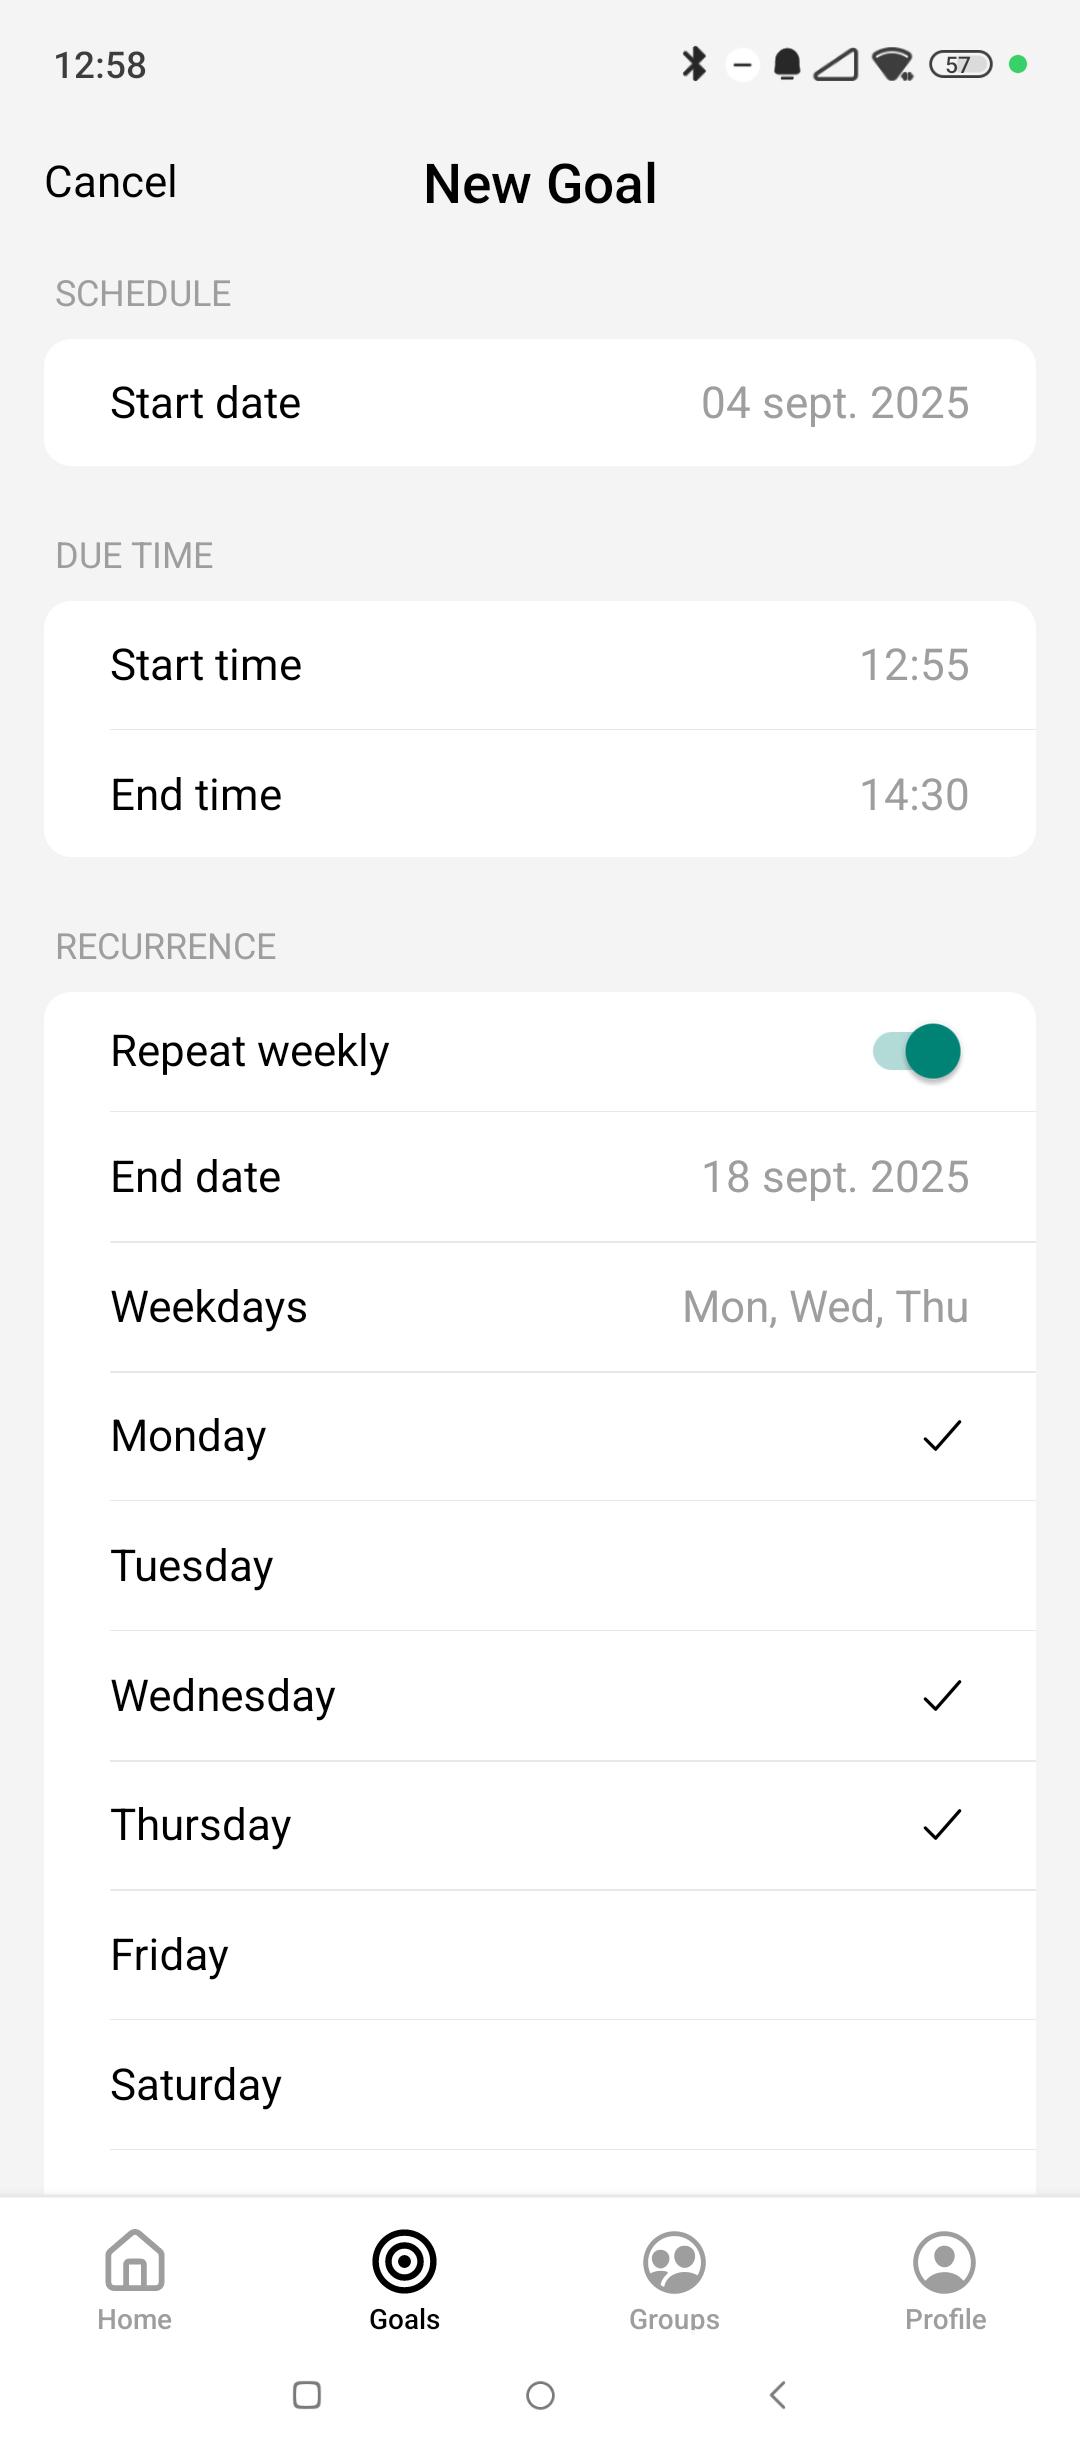 12:58
57
Cancel
New Goal
SCHEDULE
Start date 04 sept. 2025
DUE TIME
Start time 12:55
End time 14:30
RECURRENCE
Repeat weekly
End date 18 sept. 2025
Weekdays Mon, Wed, Thu
Monday
Tuesday
Wednesday
Thursday
Friday
Saturday
Home Goals Groups Profile